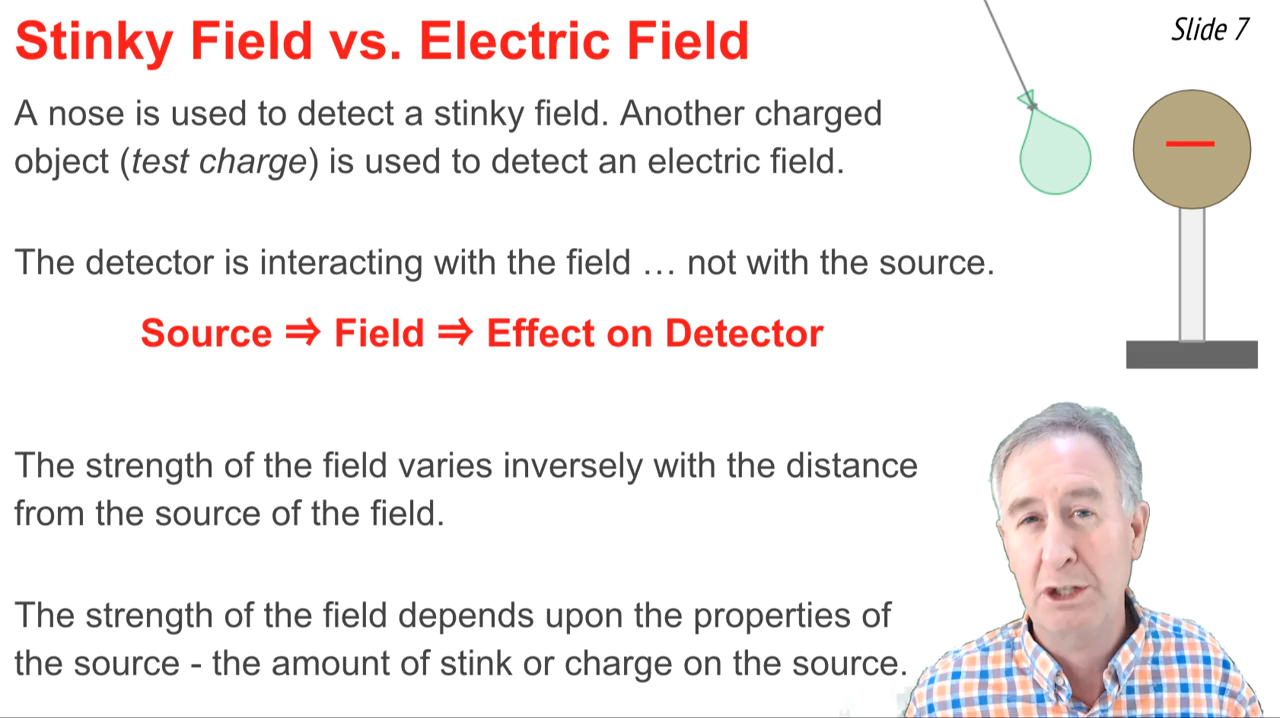 Stinky Field vs. Electric Field
Slide 7
A nose is used to detect a stinky field. Another charged
object (test charge) is used to detect an electric field.
The detector is interacting with the field … not with the source.
Source ⇒ Field ⇒ Effect on Detector
The strength of the field varies inversely with the distance
from the source of the field.
The strength of the field depends upon the properties of
the source - the amount of stink or charge on the source.